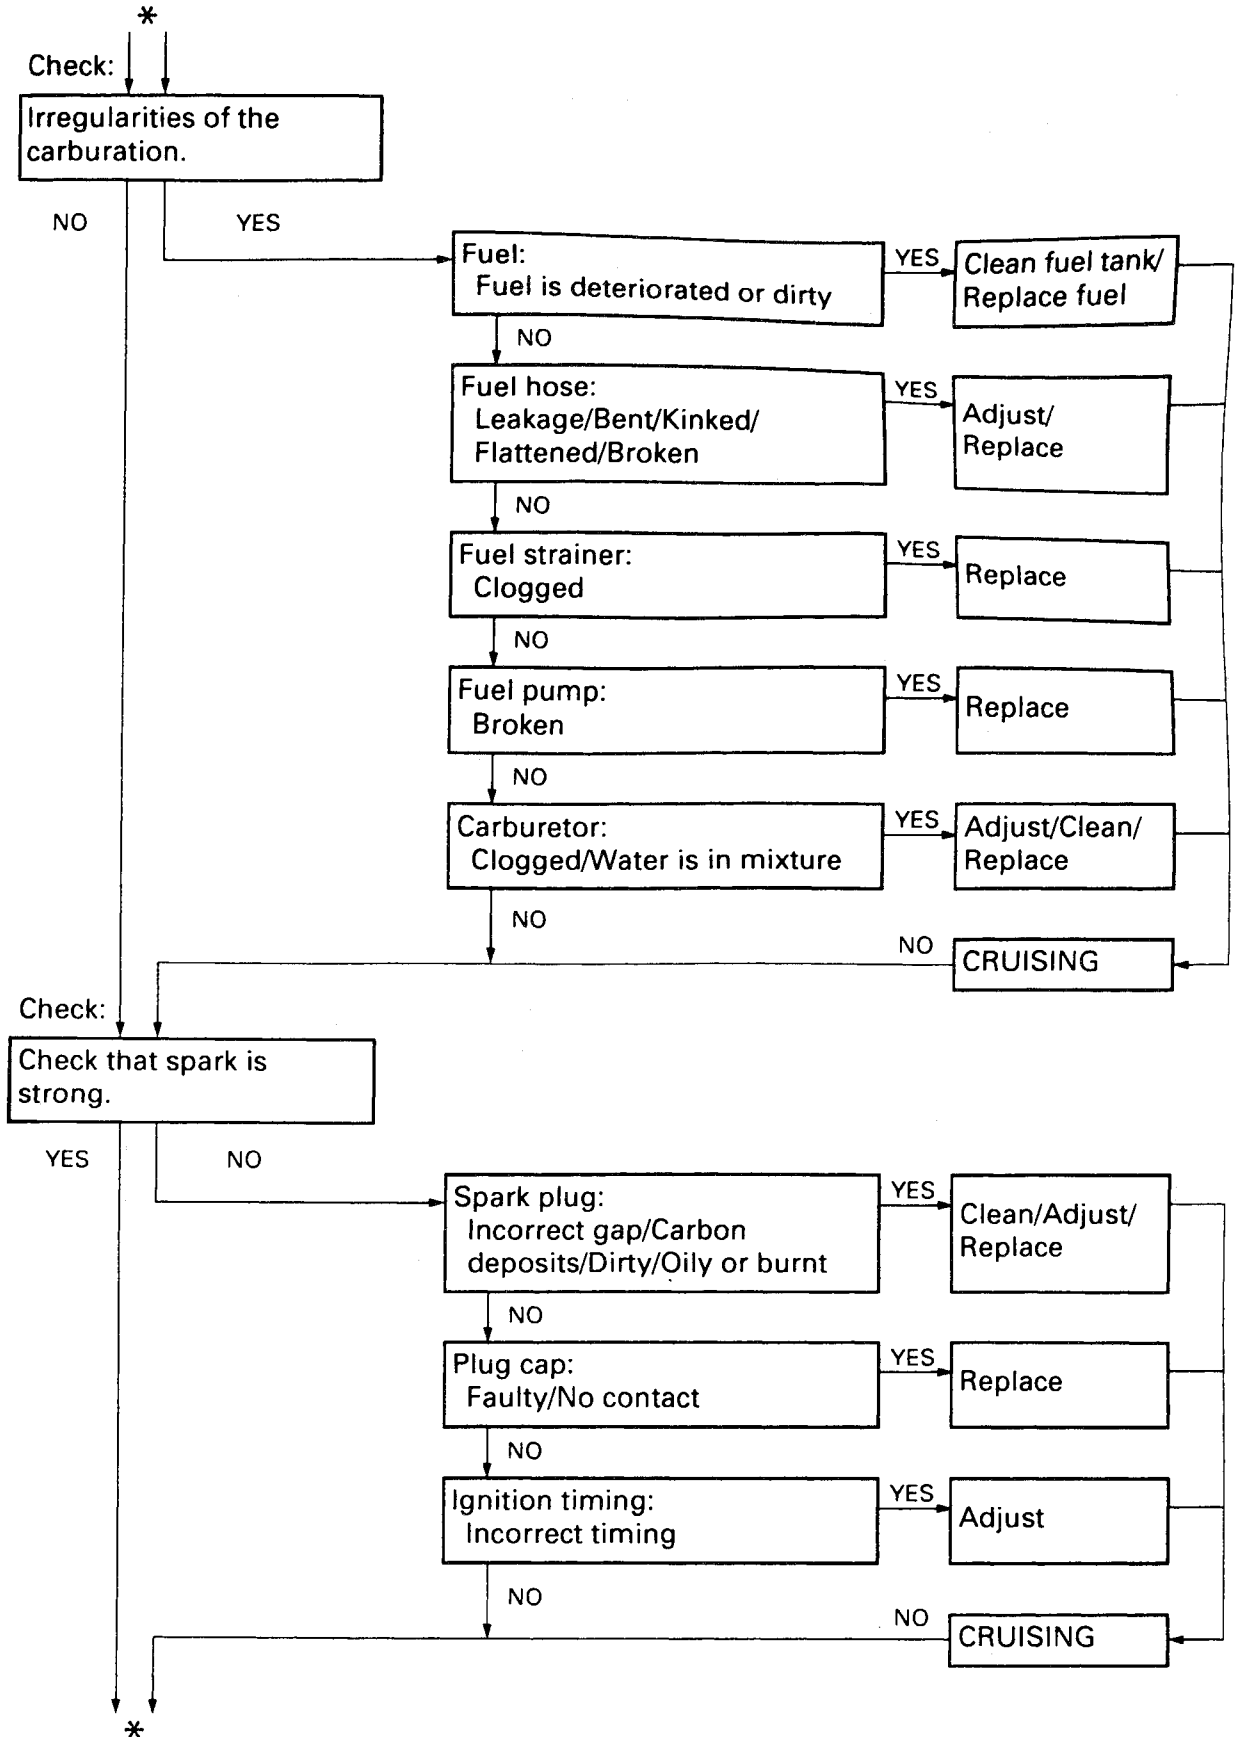 *
Check:
Irregularities of the
carburation.
NO
YES
Fuel:
Fuel is deteriorated or dirty
YES
Clean fuel tank/
Replace fuel
NO
Fuel hose:
Leakage/Bent/Kinked/
Flattened/Broken
YES
Adjust/
Replace
NO
Fuel strainer:
Clogged
YES
Replace
NO
Fuel pump:
Broken
YES
Replace
NO
Carburetor:
Clogged/Water is in mixture
YES
Adjust/Clean/
Replace
NO
NO
CRUISING
Check:
Check that spark is
strong.
YES
NO
Spark plug:
Incorrect gap/Carbon
deposits/Dirty/Oily or burnt
YES
Clean/Adjust/
Replace
NO
Plug cap:
Faulty/No contact
YES
Replace
NO
Ignition timing:
Incorrect timing
YES
Adjust
NO
NO
CRUISING
*